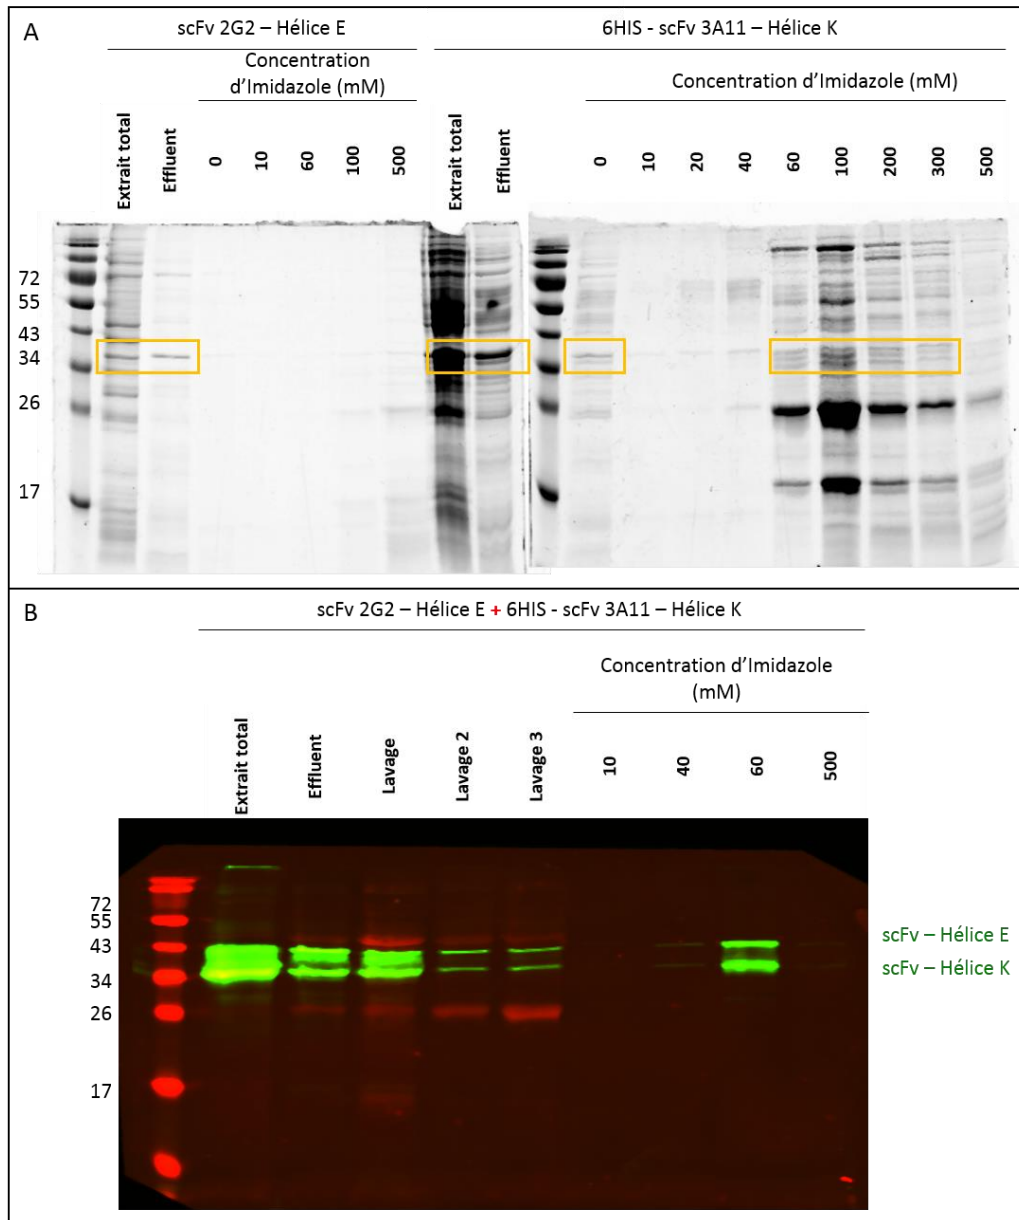 A
scFv 2G2 – Hélice E
6HIS - scFv 3A11 – Hélice K
Concentration
d’Imidazole (mM)
Concentration d’Imidazole (mM)
Extrait total
Effluent
0
10
60
100
500
Extrait total
Effluent
0
10
20
40
60
100
200
300
500
72
55
43
34
26
17
B
scFv 2G2 – Hélice E + 6HIS - scFv 3A11 – Hélice K
Concentration d’Imidazole
(mM)
Extrait total
Effluent
Lavage
Lavage 2
Lavage 3
10
40
60
500
72
55
43
34
26
17
scFv – Hélice E
scFv – Hélice K